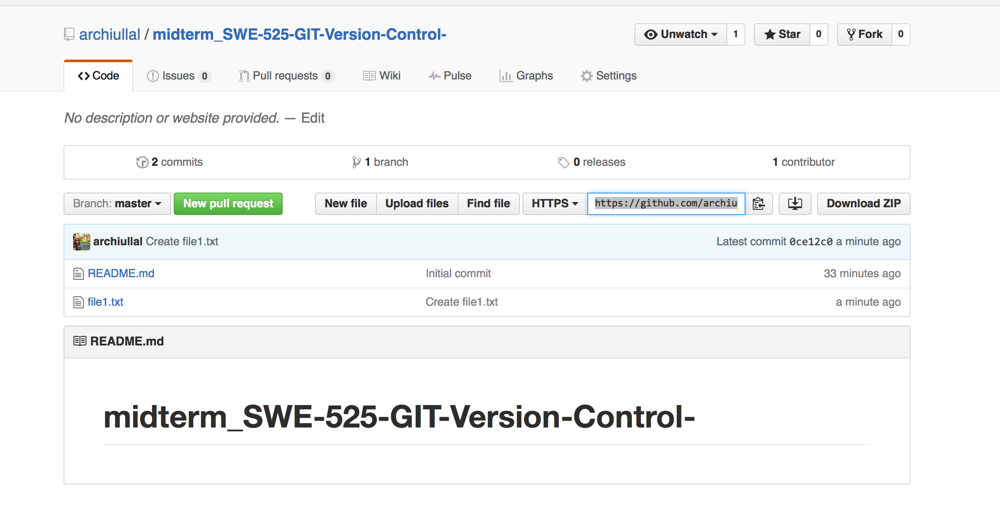 archiullal / midterm_SWE-525-GIT-Version-Control-
Unwatch 1 Star 0 Fork 0
Code Issues 0 Pull requests 0 Wiki Pulse Graphs Settings
No description or website provided. — Edit
2 commits 1 branch 0 releases 1 contributor
Branch: master New pull request New file Upload files Find file HTTPS https://github.com/archiu Download ZIP
archiullal Create file1.txt Latest commit 0ce12c0 a minute ago
README.md Initial commit 33 minutes ago
file1.txt Create file1.txt a minute ago
README.md
midterm_SWE-525-GIT-Version-Control-